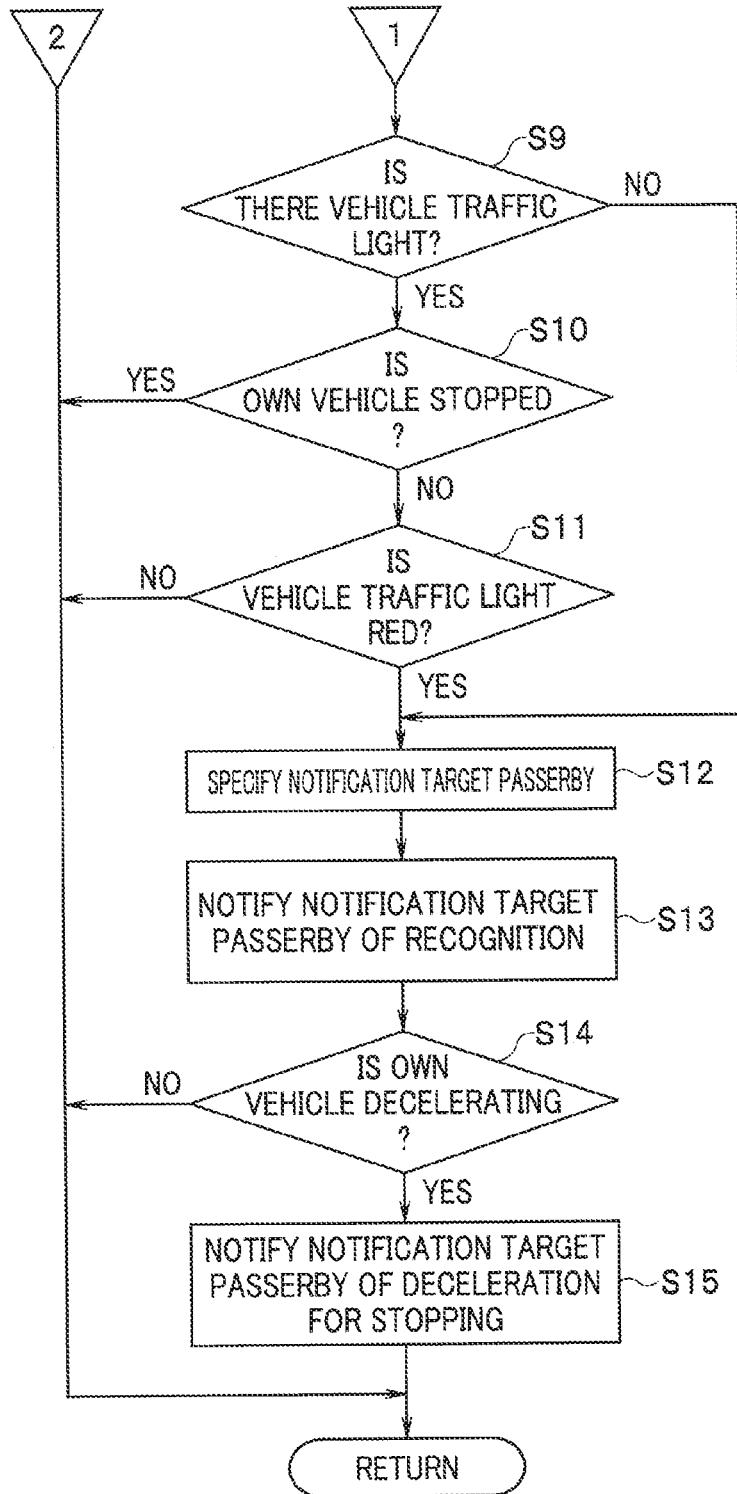 2
1
S9
IS
THERE VEHICLE TRAFFIC
LIGHT?
NO
YES
S10
IS
OWN VEHICLE STOPPED
?
YES
NO
S11
IS
VEHICLE TRAFFIC LIGHT
RED?
NO
YES
SPECIFY NOTIFICATION TARGET PASSERBY
S12
NOTIFY NOTIFICATION TARGET
PASSERBY OF RECOGNITION
S13
S14
IS OWN
VEHICLE DECELERATING
?
NO
YES
NOTIFY NOTIFICATION TARGET
PASSERBY OF DECELERATION
FOR STOPPING
S15
RETURN